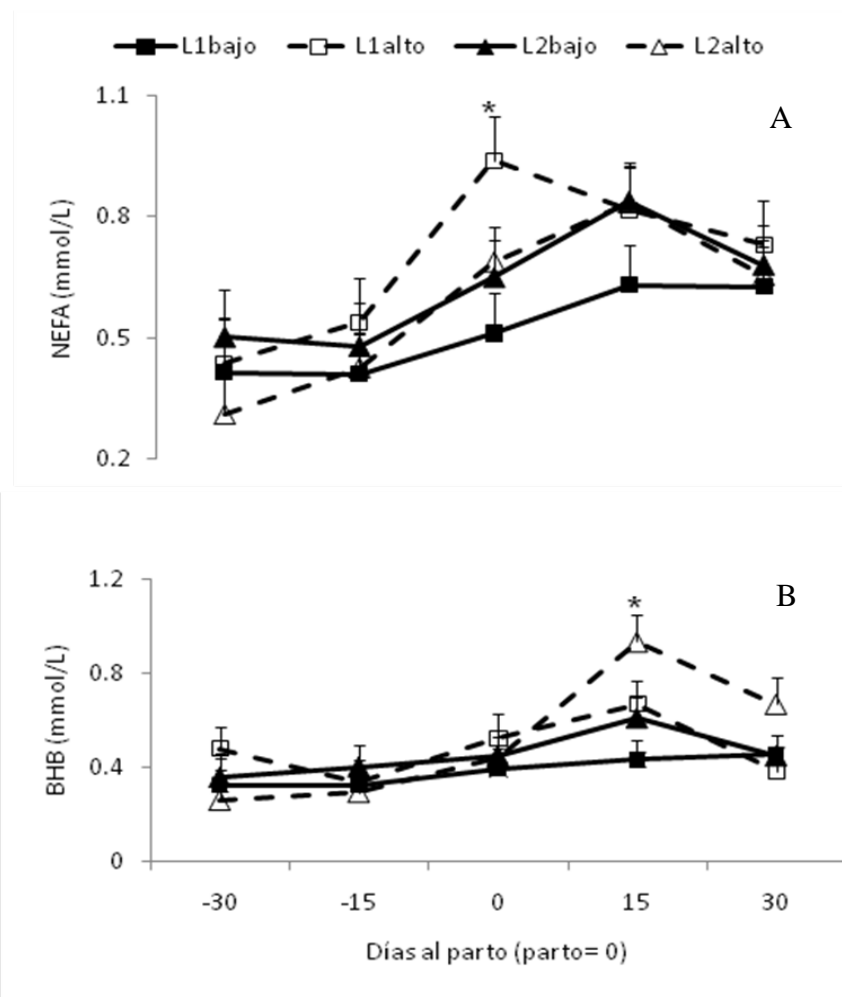 L1bajo L1alto L2bajo L2alto
1.1
A
*
0.8
NEFA (mmol/L)
0.5
0.2
1.2
B
*
0.8
BHB (mmol/L)
0.4
0
-30 -15 0 15 30
Días al parto (parto= 0)